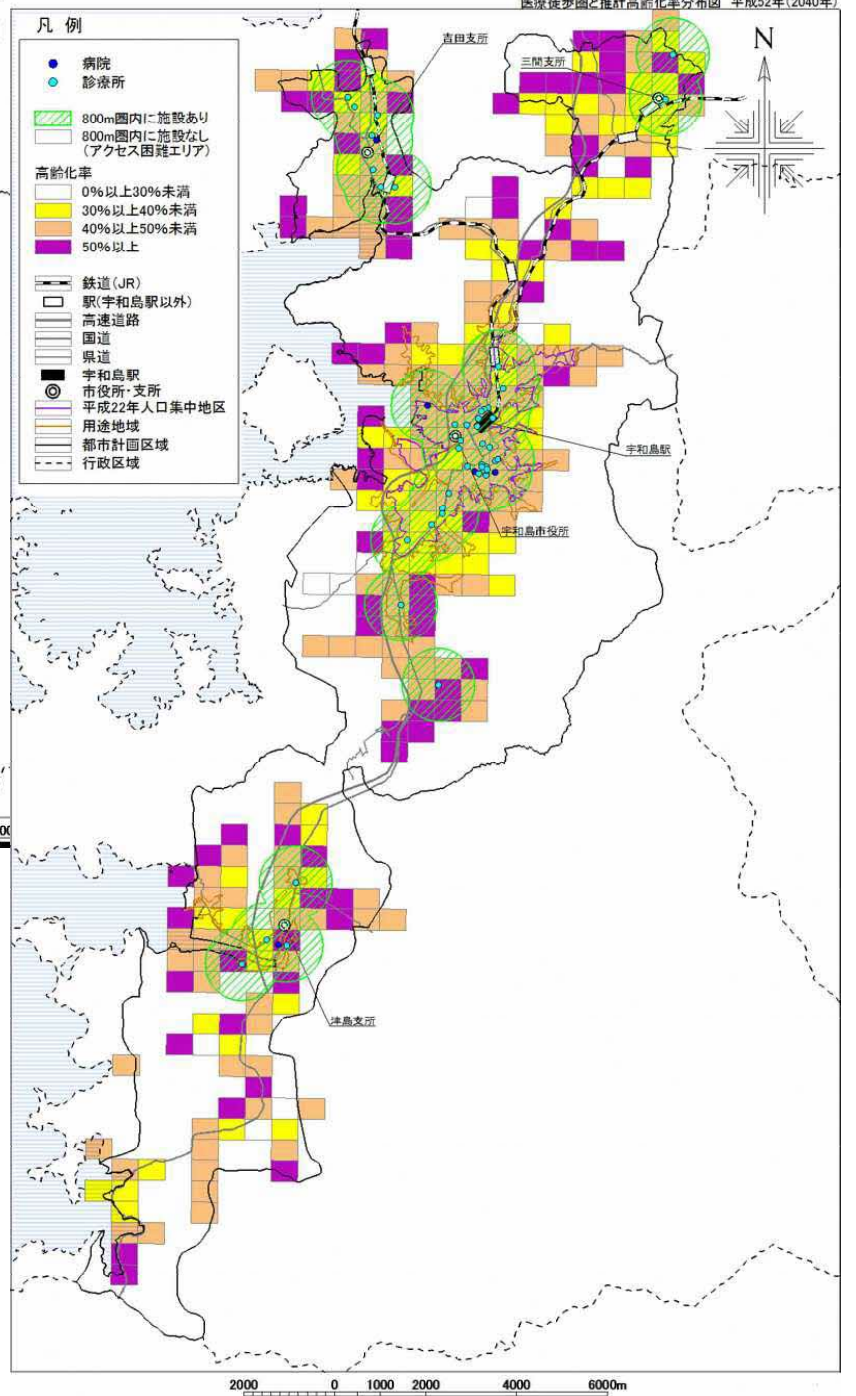 医療徒歩圏と推計高齢化率分布図 平成52年(2040年)
凡 例
病院
診療所
800m圏内に施設あり
800m圏内に施設なし
(アクセス困難エリア)
高齢化率
0%以上30%未満
30%以上40%未満
40%以上50%未満
50%以上
鉄道(JR)
駅(宇和島駅以外)
高速道路
国道
県道
宇和島駅
市役所・支所
平成22年人口集中地区
用途地域
都市計画区域
行政区域
吉田支所
三間支所
N
宇和島駅
宇和島市役所
津島支所
2000 0 1000 2000 4000 6000m